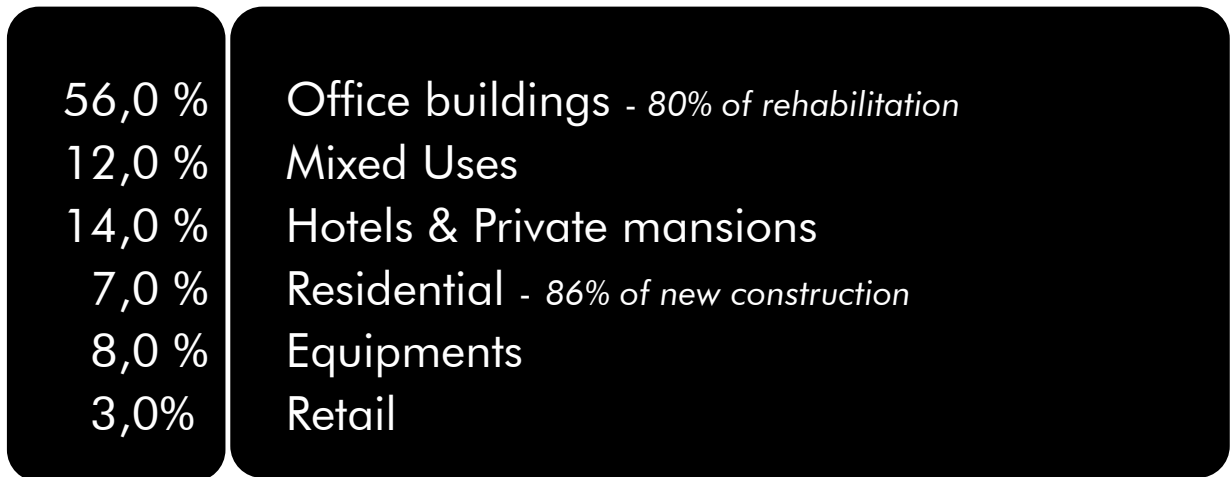 56,0 % Office buildings - 80% of rehabilitation
12,0 % Mixed Uses
14,0 % Hotels & Private mansions
7,0 % Residential - 86% of new construction
8,0 % Equipments
3,0% Retail